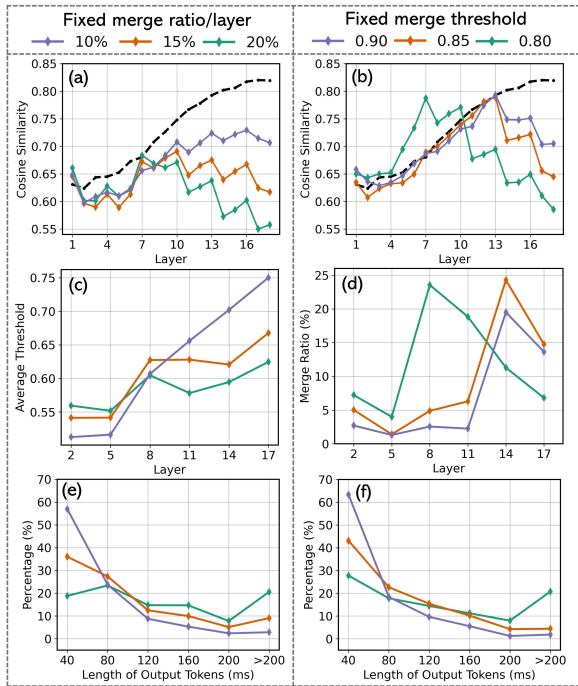 Fixed merge ratio/layer
10% 15% 20%
Fixed merge threshold
0.90 0.85 0.80
(a)
Cosine Similarity
0.85
0.80
0.75
0.70
0.65
0.60
0.55
1 4 7 10 13 16
Layer
(b)
Cosine Similarity
0.85
0.80
0.75
0.70
0.65
0.60
0.55
1 4 7 10 13 16
Layer
(c)
Average Threshold
0.75
0.70
0.65
0.60
0.55
2 5 8 11 14 17
Layer
(d)
Merge Ratio (%)
25
20
15
10
5
0
2 5 8 11 14 17
Layer
(e)
Percentage (%)
70
60
50
40
30
20
10
0
40 80 120 160 200 >200
Length of Output Tokens (ms)
(f)
Percentage (%)
70
60
50
40
30
20
10
0
40 80 120 160 200 >200
Length of Output Tokens (ms)